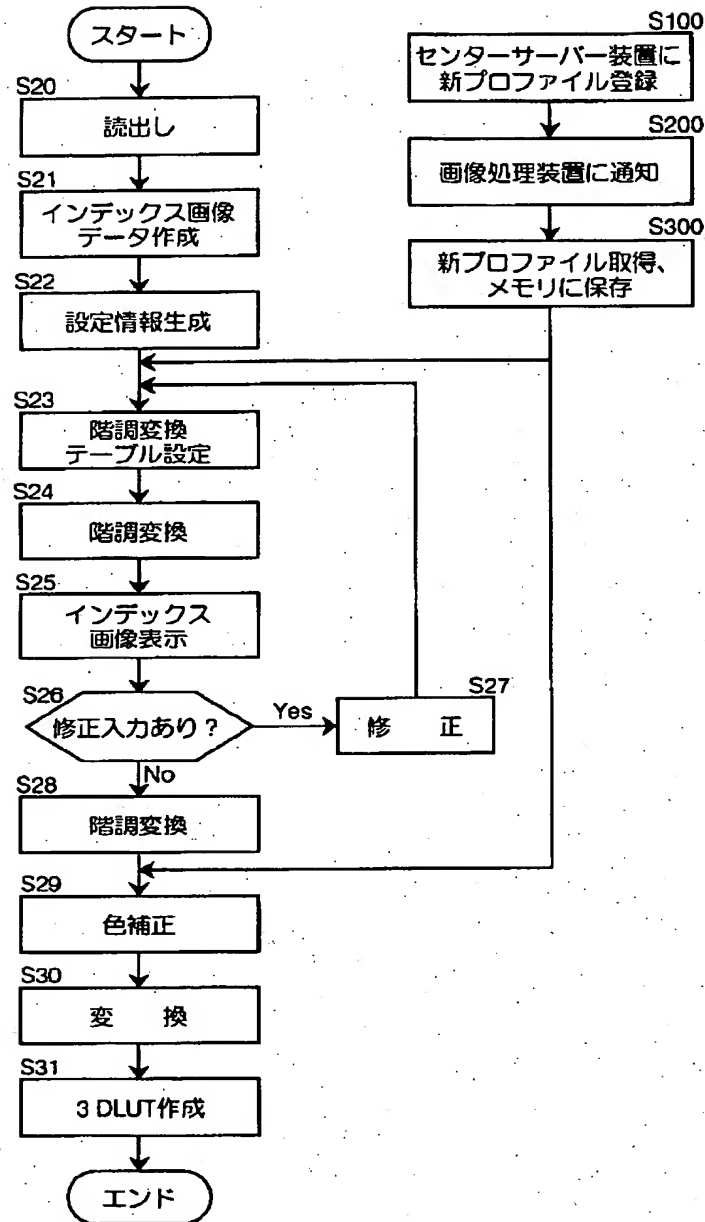 スタート
S20
読出し
S21
インデックス画像
データ作成
S22
設定情報生成
S23
階調変換
テーブル設定
S24
階調変換
S25
インデックス
画像表示
S26
修正入力あり?
Yes
S27
修 正
No
S28
階調変換
S29
色補正
S30
変 換
S31
3DLUT作成
エンド
S100
センターサーバー装置に
新プロファイル登録
S200
画像処理装置に通知
S300
新プロファイル取得、
メモリに保存